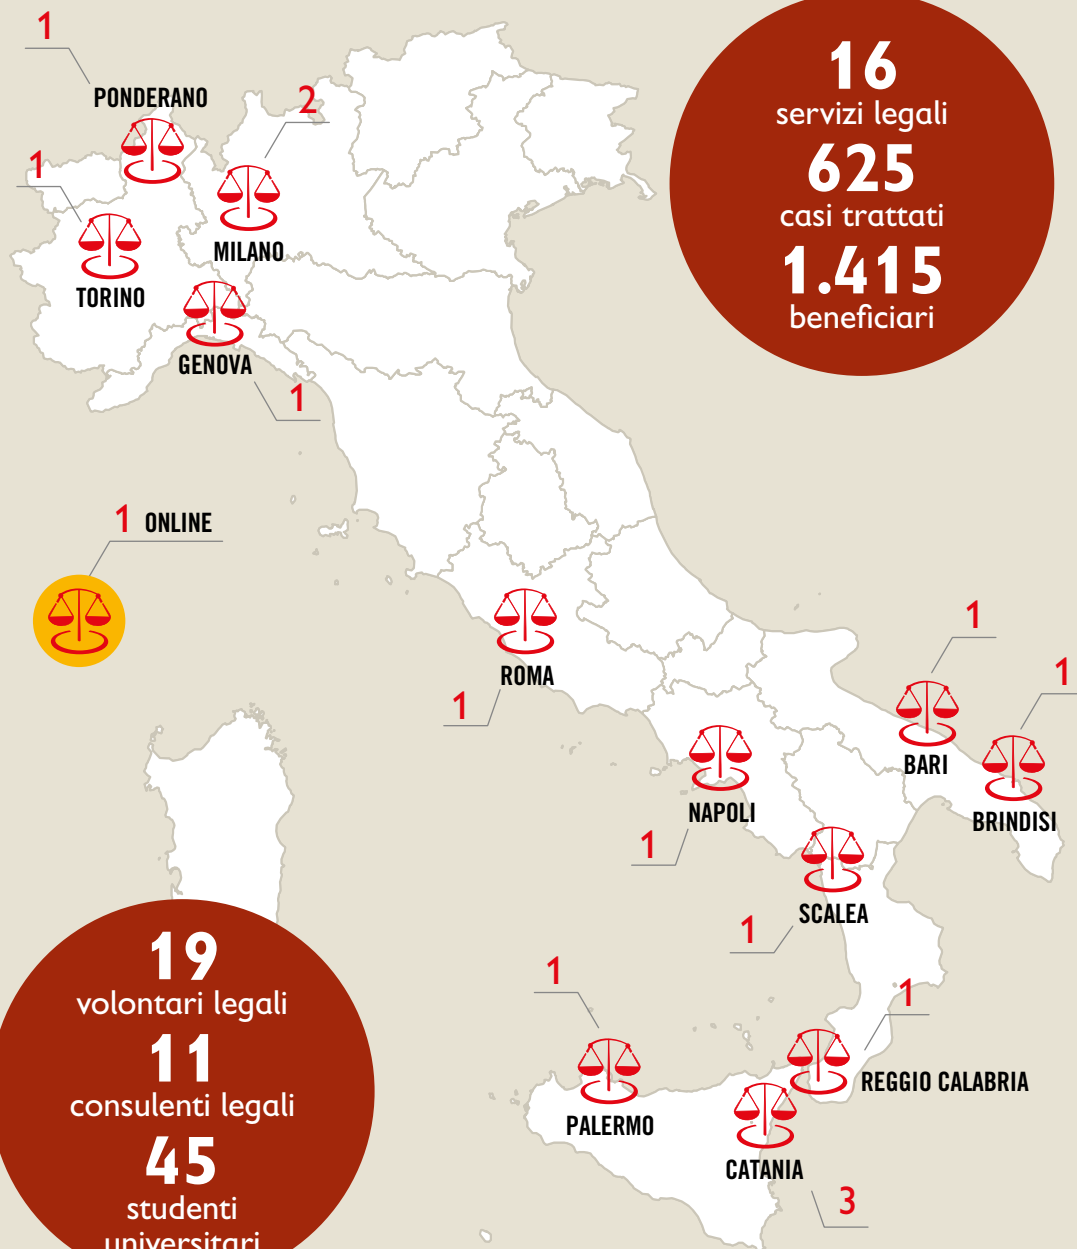 1
PONDERANO
2
1
MILANO
TORINO
GENOVA
1
16
servizi legali
625
casi trattati
1.415
beneficiari
1 ONLINE
ROMA
1
1
1
BARI
BRINDISI
NAPOLI
1
SCALEA
1
1
1
REGGIO CALABRIA
PALERMO
CATANIA
3
19
volontari legali
11
consulenti legali
45
studenti
universitari